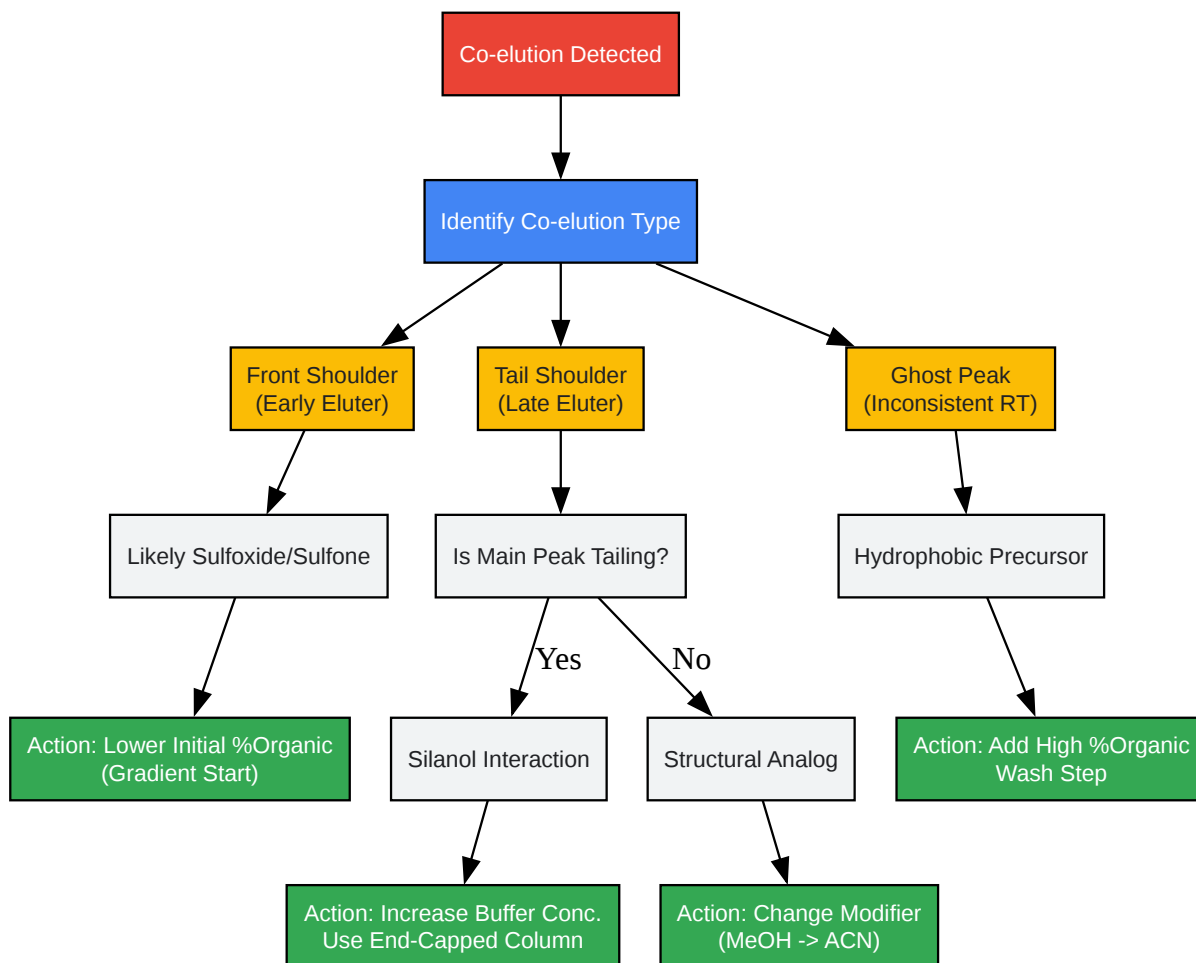 Co-elution Detected
Identify Co-elution Type
Front Shoulder
(Early Eluter)
Tail Shoulder
(Late Eluter)
Ghost Peak
(Inconsistent RT)
Likely Sulfoxide/Sulfone
Is Main Peak Tailing?
Hydrophobic Precursor
Yes
No
Action: Lower Initial %Organic
(Gradient Start)
Silanol Interaction
Structural Analog
Action: Add High %Organic
Wash Step
Action: Increase Buffer Conc.
Use End-Capped Column
Action: Change Modifier
(MeOH -> ACN)